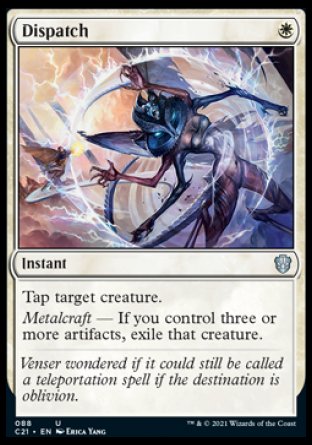 Dispatch
Instant
Tap target creature.
Metalcraft — If you control three or
more artifacts, exile that creature.
Venser wondered if it could still be called
a teleportation spell if the destination is
oblivion.
088 U
C21 • EN Erica Yang
™ & © 2021 Wizards of the Coast